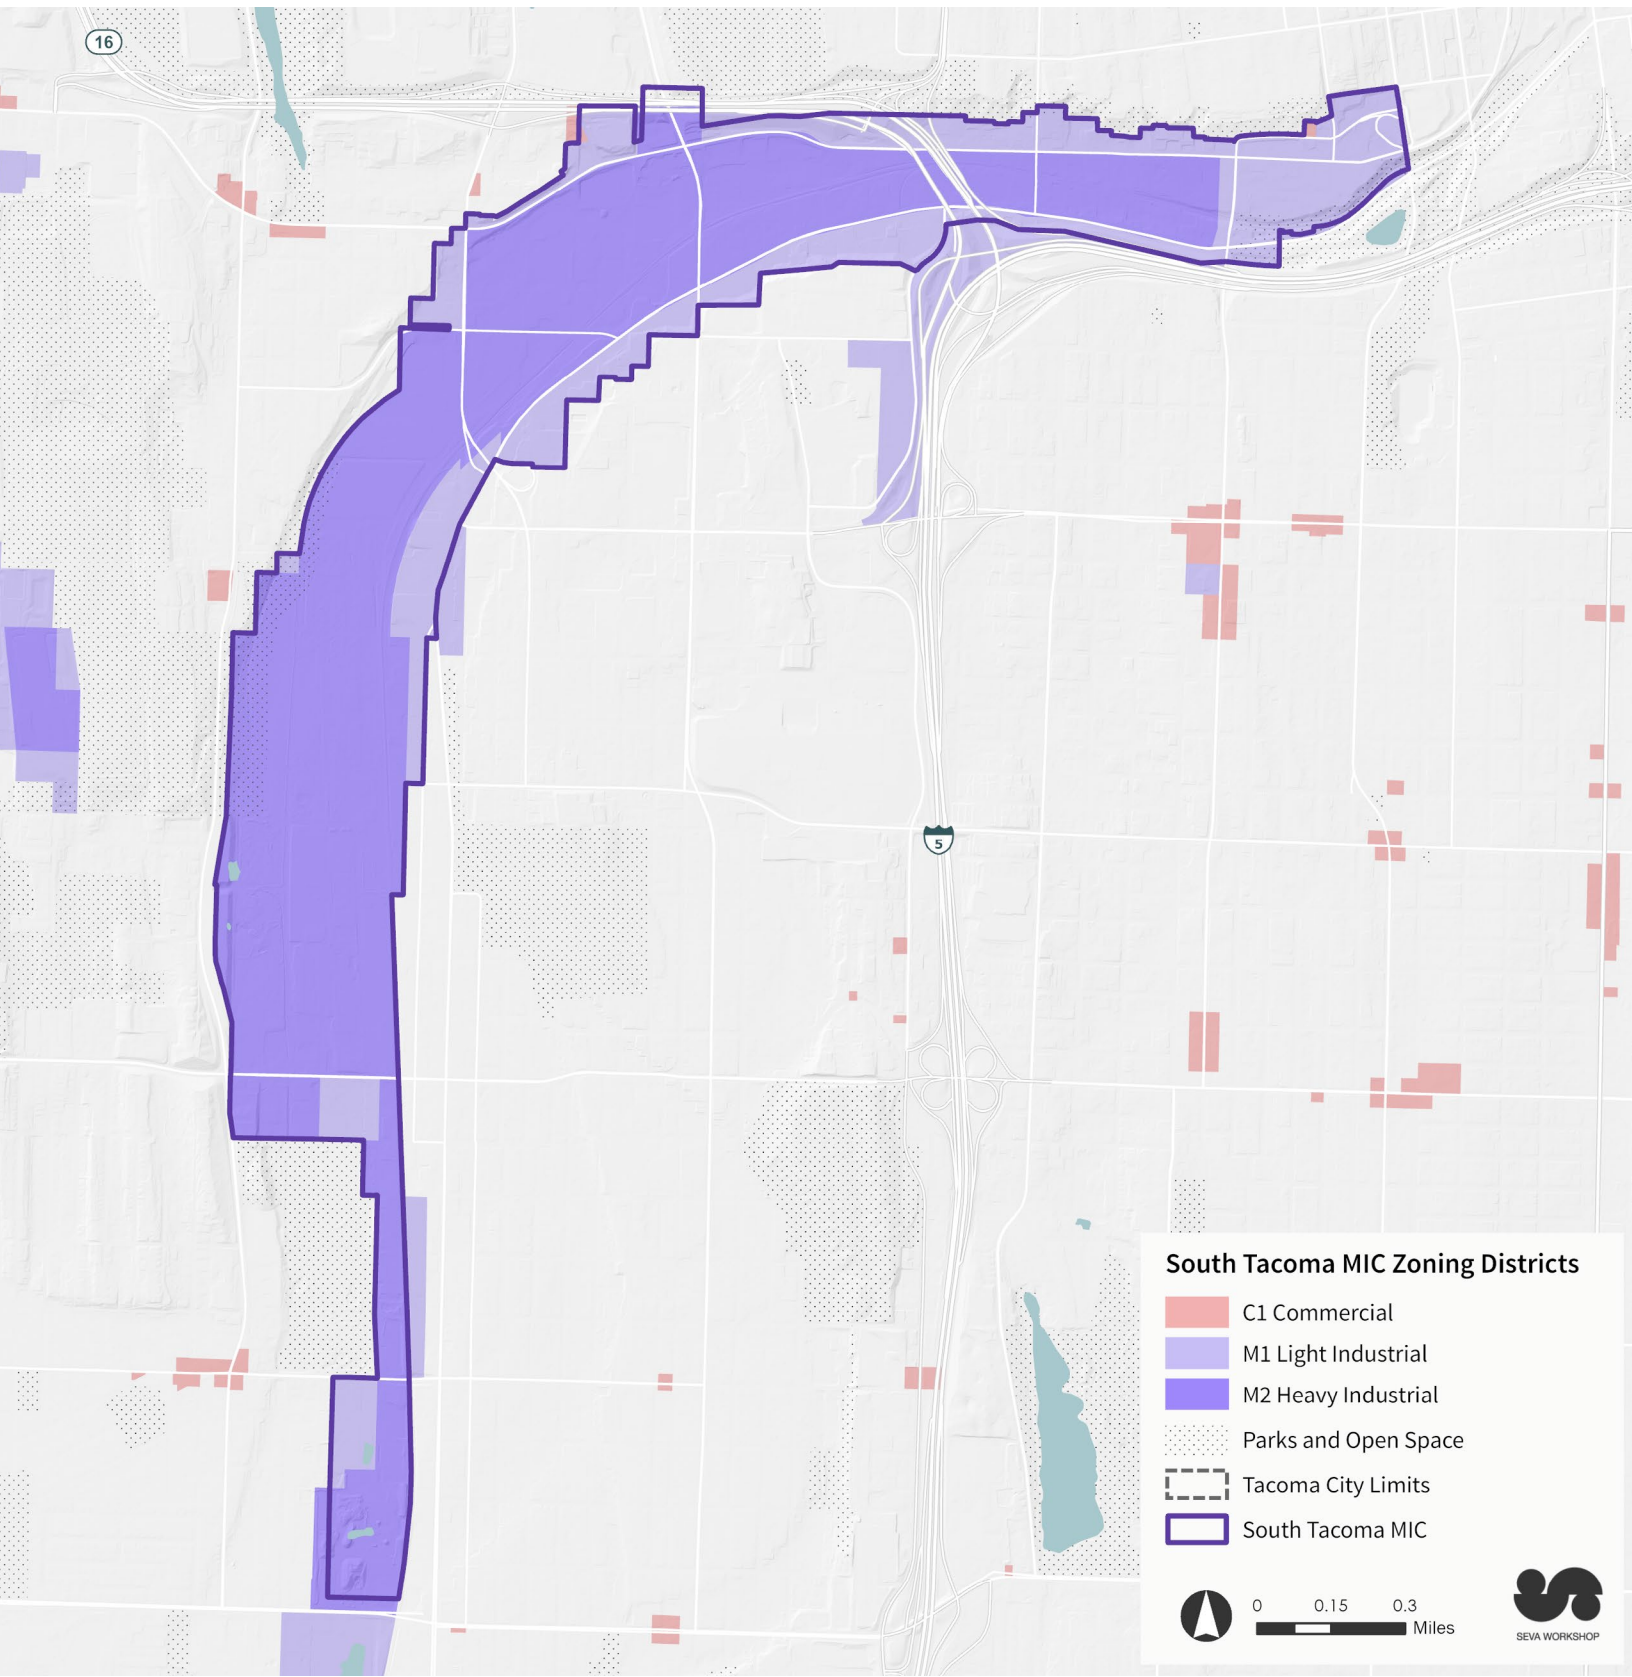 16
5
South Tacoma MIC Zoning Districts
C1 Commercial
M1 Light Industrial
M2 Heavy Industrial
Parks and Open Space
Tacoma City Limits
South Tacoma MIC
0 0.15 0.3
Miles
SEVA WORKSHOP